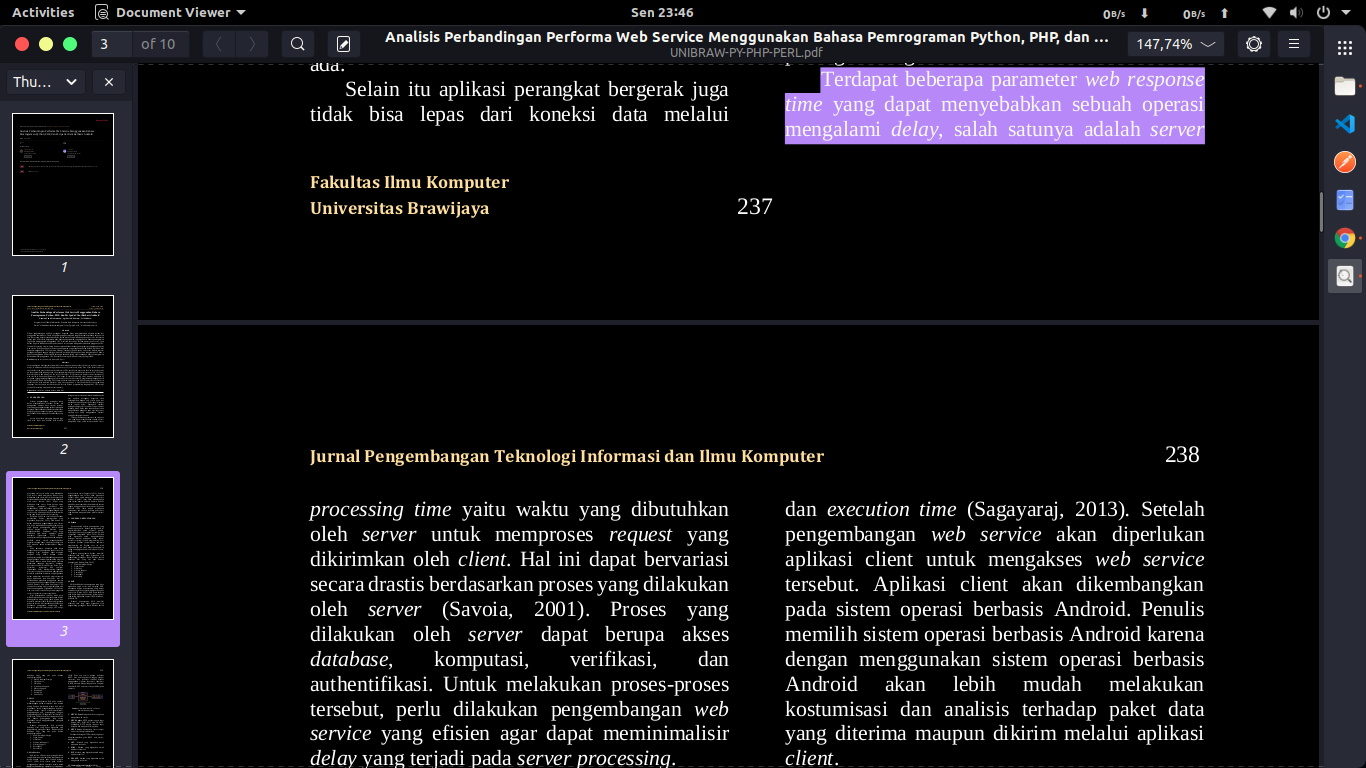 Activities
Document Viewer
Sen 23:46
0B/s
0B/s
3
of 10
Analisis Perbandingan Performa Web Service Menggunakan Bahasa Pemrograman Python, PHP, dan ...
UNIBRAW-PY-PHP-PERL.pdf
147,74%
Thu...
1
2
3
ada.
Selain itu aplikasi perangkat bergerak juga
tidak bisa lepas dari koneksi data melalui
Terdapat beberapa parameter web response
time yang dapat menyebabkan sebuah operasi
mengalami delay, salah satunya adalah server
Fakultas Ilmu Komputer
Universitas Brawijaya
237
Jurnal Pengembangan Teknologi Informasi dan Ilmu Komputer
238
processing time yaitu waktu yang dibutuhkan
oleh server untuk memproses request yang
dikirimkan oleh client. Hal ini dapat bervariasi
secara drastis berdasarkan proses yang dilakukan
oleh server (Savoia, 2001). Proses yang
dilakukan oleh server dapat berupa akses
database, komputasi, verifikasi, dan
authentifikasi. Untuk melakukan proses-proses
tersebut, perlu dilakukan pengembangan web
service yang efisien agar dapat meminimalisir
delay yang terjadi pada server processing.
dan execution time (Sagayaraj, 2013). Setelah
pengembangan web service akan diperlukan
aplikasi client untuk mengakses web service
tersebut. Aplikasi client akan dikembangkan
pada sistem operasi berbasis Android. Penulis
memilih sistem operasi berbasis Android karena
dengan menggunakan sistem operasi berbasis
Android akan lebih mudah melakukan
kostumisasi dan analisis terhadap paket data
yang diterima maupun dikirim melalui aplikasi
client.